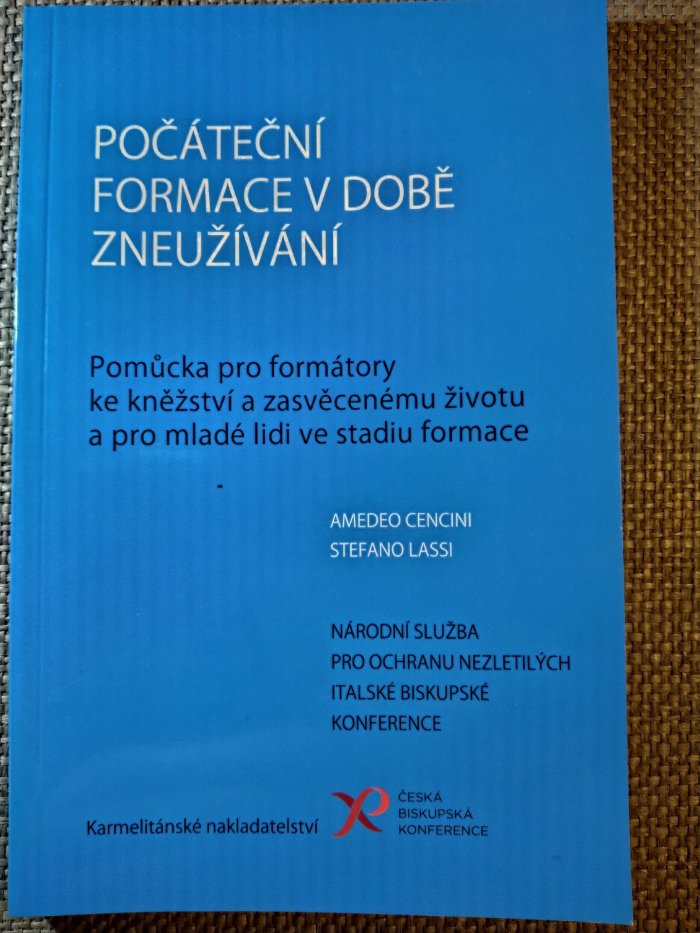 POČÁTEČNÍ
FORMACE V DOBĚ
ZNEUŽÍVÁNÍ
Pomůcka pro formátory
ke kněžství a zasvěcenému životu
a pro mladé lidi ve stadiu formace
AMEDEO CENCINI
STEFANO LASSI
NÁRODNÍ SLUŽBA
PRO OCHRANU NEZLETILÝCH
ITALSKÉ BISKUPSKÉ
KONFERENCE
Karmelitánské nakladatelství
ČESKÁ
BISKUPSKÁ
KONFERENCE